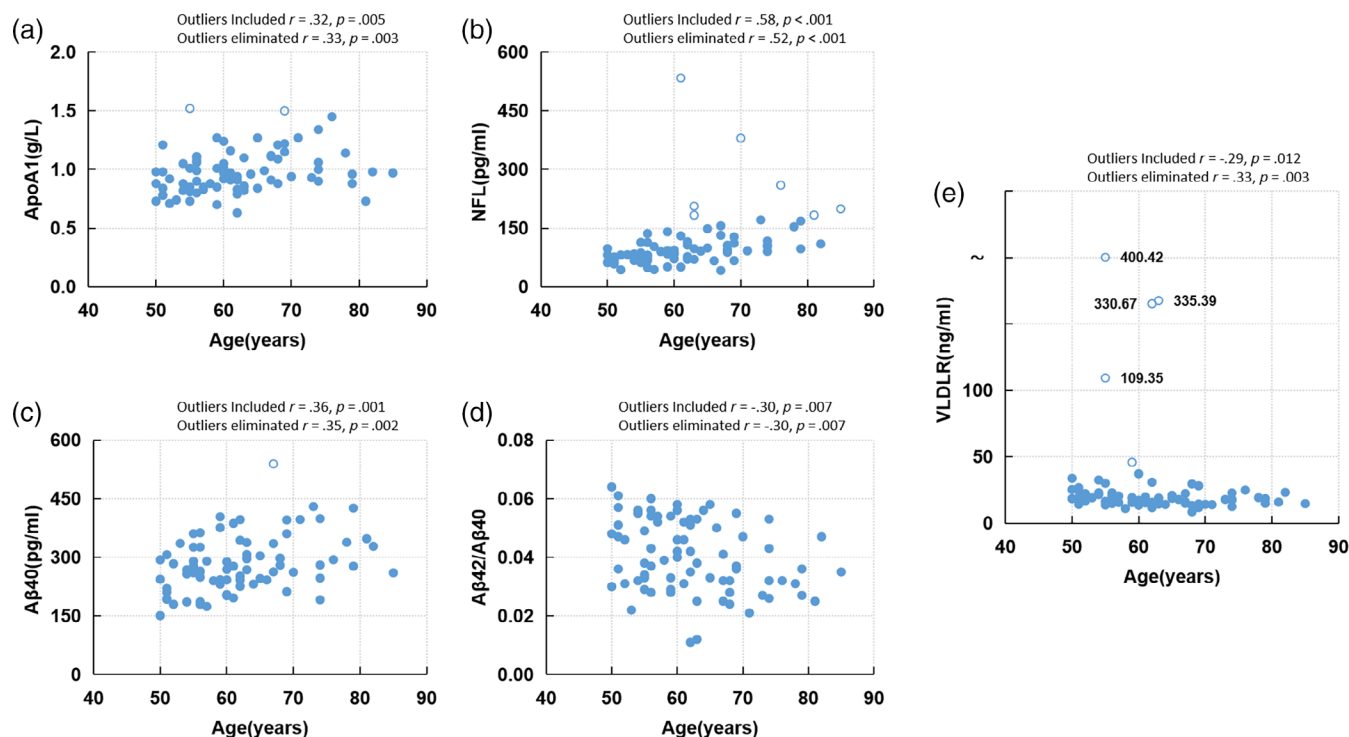 (a)
Outliers Included r = .32, p = .005
Outliers eliminated r = .33, p = .003
2.0
1.5
1.0
0.5
0.0
ApoA1(g/L)
40 50 60 70 80 90
Age(years)
(b)
Outliers Included r = .58, p < .001
Outliers eliminated r = .52, p < .001
600
450
300
150
0
NFL(pg/ml)
40 50 60 70 80 90
Age(years)
(c)
Outliers Included r = .36, p = .001
Outliers eliminated r = .35, p = .002
600
450
300
150
0
Aβ40(pg/ml)
40 50 60 70 80 90
Age(years)
(d)
Outliers Included r = -.30, p = .007
Outliers eliminated r = -.30, p = .007
0.08
0.06
0.04
0.02
0.00
Aβ42/Aβ40
40 50 60 70 80 90
Age(years)
(e)
Outliers Included r = -.29, p = .012
Outliers eliminated r = .33, p = .003
~
100
50
0
VLDLR(ng/ml)
400.42
330.67
335.39
109.35
40 50 60 70 80 90
Age(years)